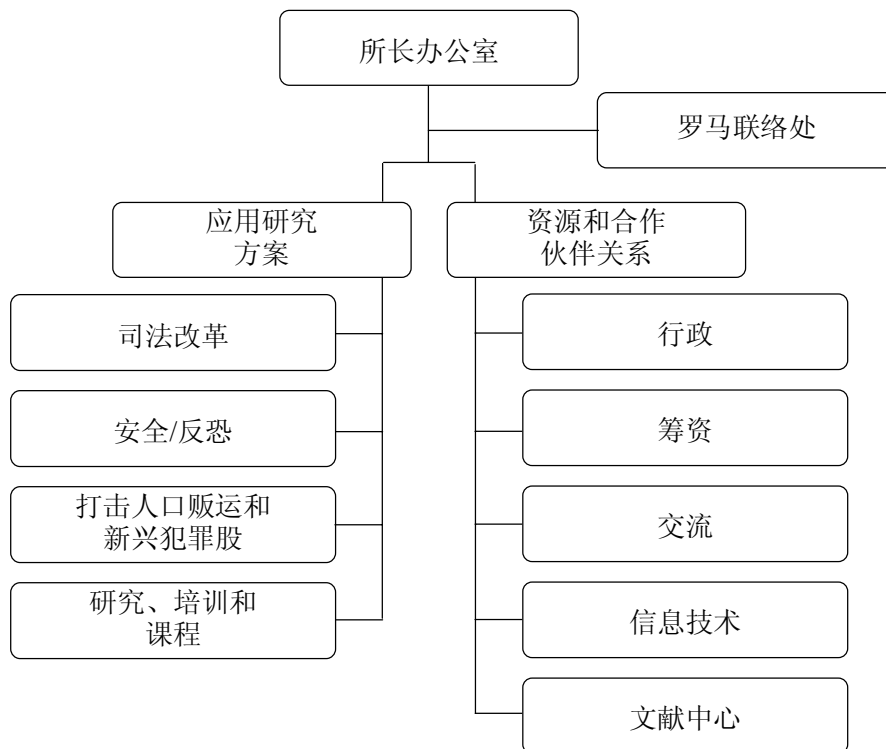 所长办公室
罗马联络处
应用研究
方案
资源和合作
伙伴关系
司法改革
安全/反恐
打击人口贩运和
新兴犯罪股
研究、培训和
课程
行政
筹资
交流
信息技术
文献中心